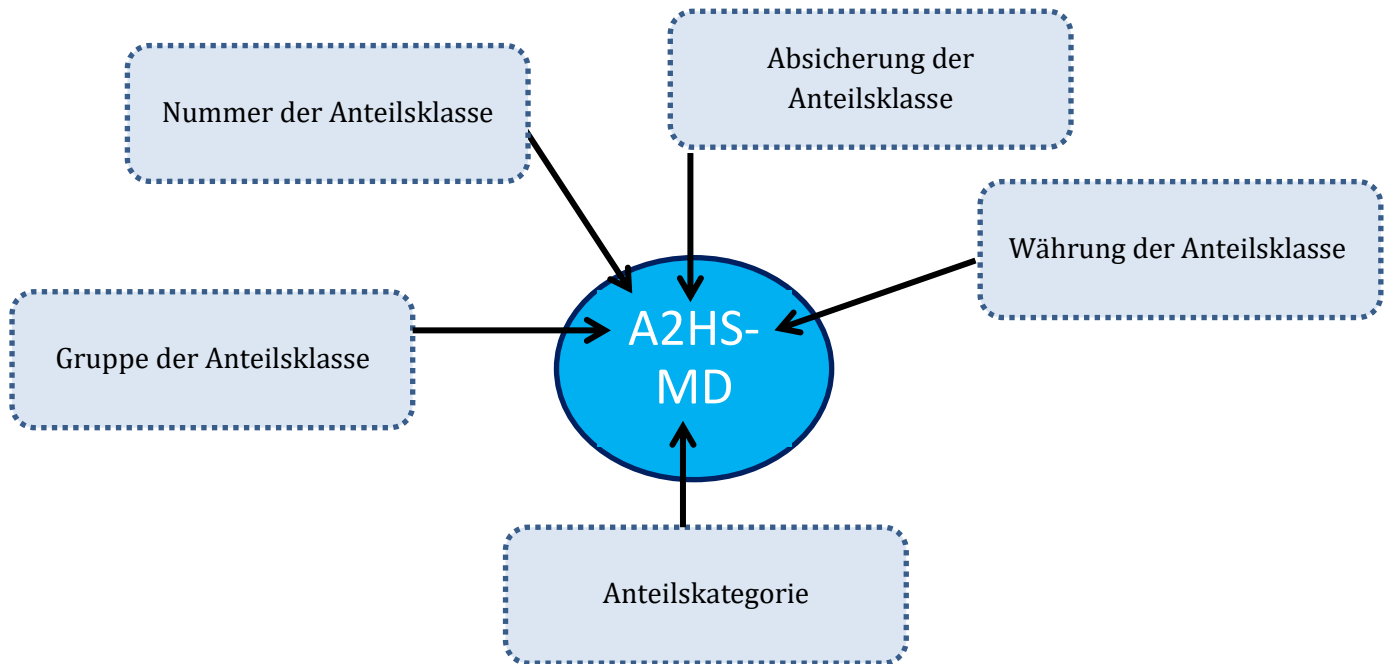 Absicherung der
Anteilsklasse
Nummer der Anteilsklasse
Währung der Anteilsklasse
A2HS-
MD
Gruppe der Anteilsklasse
Anteilskategorie